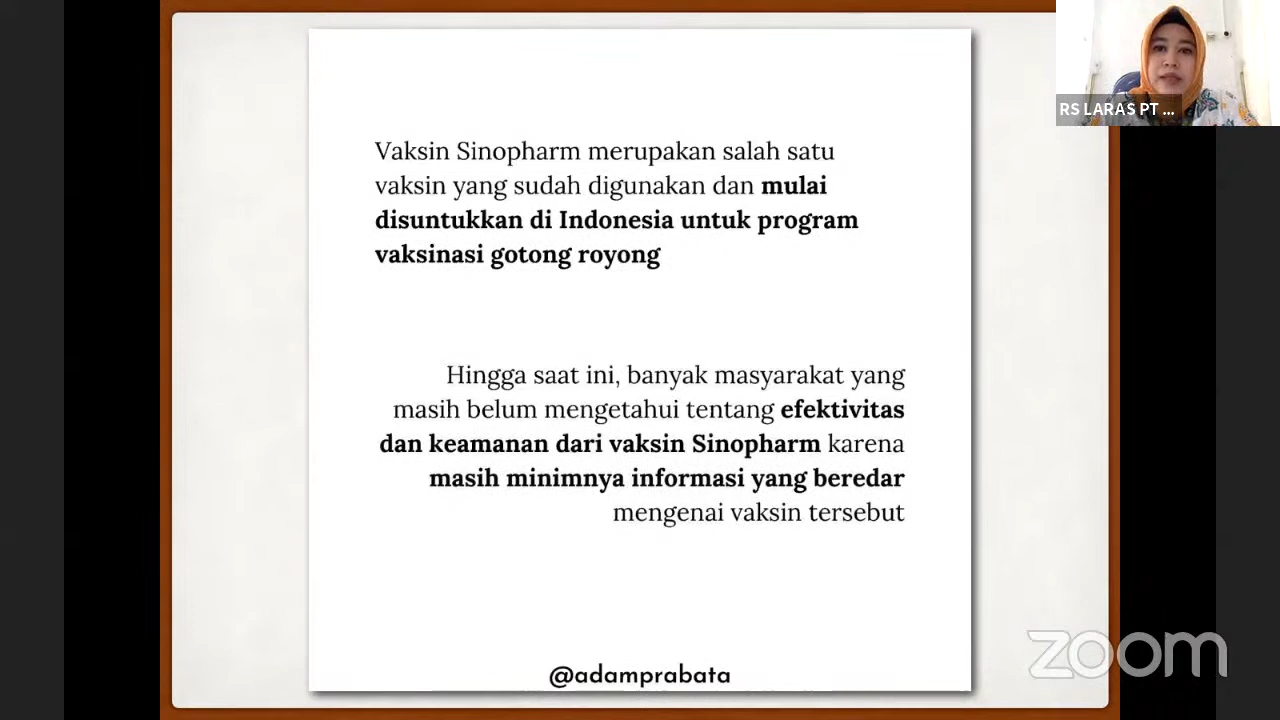 RS LARAS PT ...
Vaksin Sinopharm merupakan salah satu
vaksin yang sudah digunakan dan mulai
disuntukkan di Indonesia untuk program
vaksinasi gotong royong
Hingga saat ini, banyak masyarakat yang
masih belum mengetahui tentang efektivitas
dan keamanan dari vaksin Sinopharm karena
masih minimnya informasi yang beredar
mengenai vaksin tersebut
@adamprabata
zoom